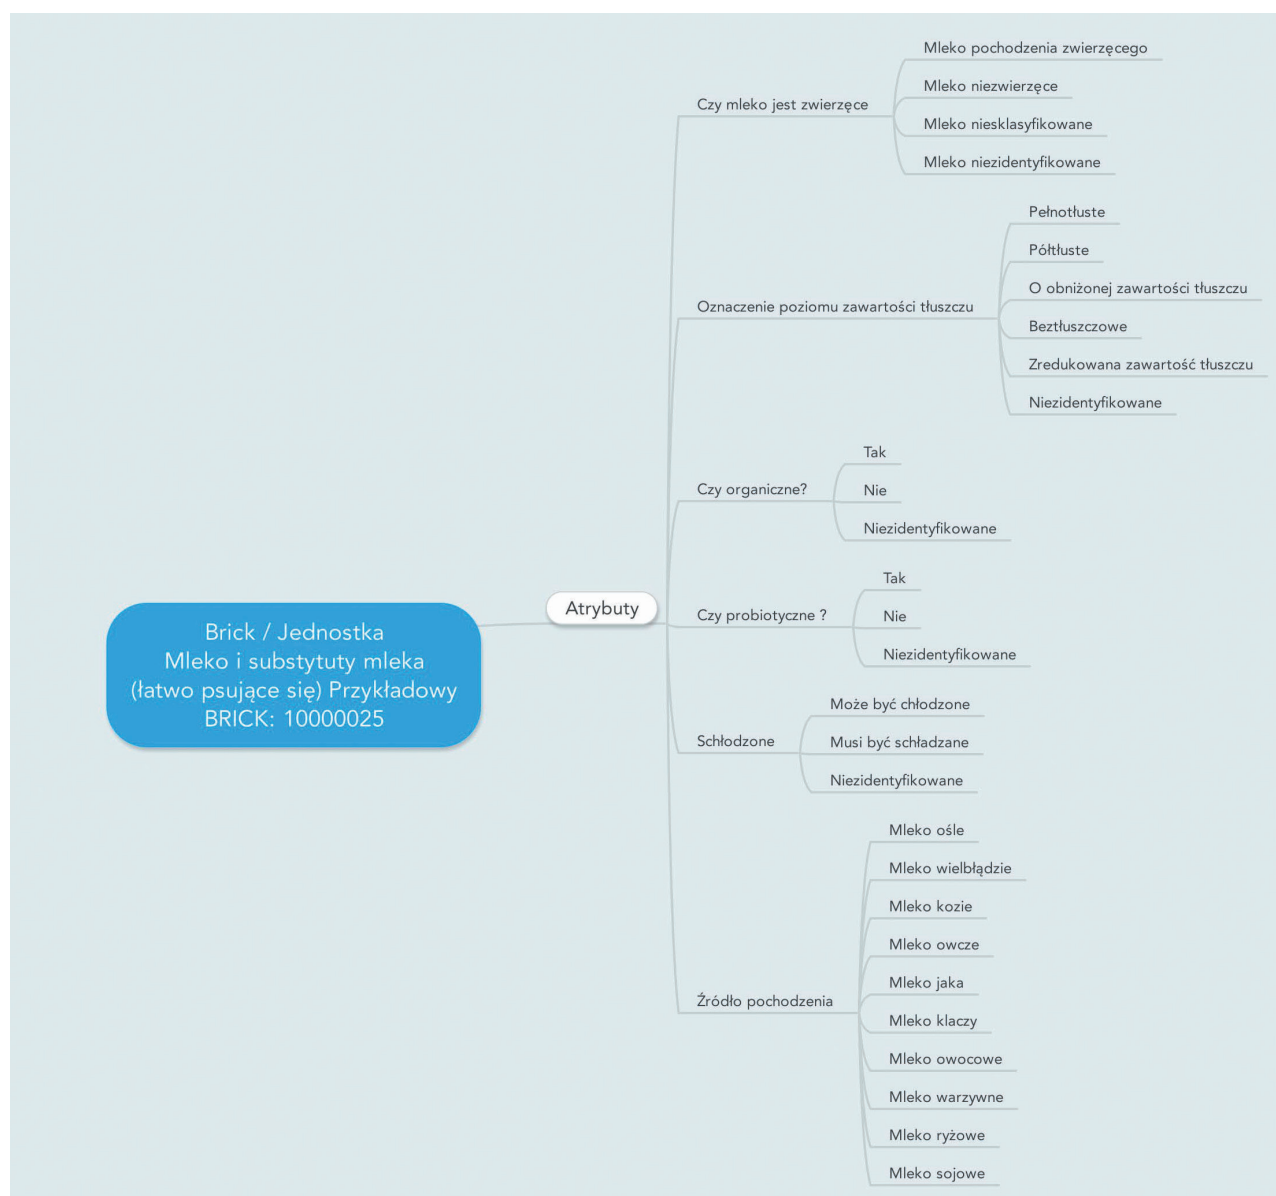 Brick / Jednostka
Mleko i substytuty mleka
(łatwo psujące się) Przykładowy
BRICK: 10000025
Atrybuty
Czy mleko jest zwierzęce
Mleko pochodzenia zwierzęcego
Mleko niezwierzęce
Mleko niesklasyfikowane
Mleko niezidentyfikowane
Oznaczenie poziomu zawartości tłuszczu
Pełnotłuste
Półtłuste
O obniżonej zawartości tłuszczu
Beztłuszczowe
Zredukowana zawartość tłuszczu
Niezidentyfikowane
Czy organiczne?
Tak
Nie
Niezidentyfikowane
Czy probiotyczne ?
Tak
Nie
Niezidentyfikowane
Schłodzone
Może być chłodzone
Musi być schładzane
Niezidentyfikowane
Źródło pochodzenia
Mleko ośle
Mleko wielbłądzie
Mleko kozie
Mleko owcze
Mleko jaka
Mleko klaczy
Mleko owocowe
Mleko warzywne
Mleko ryżowe
Mleko sojowe